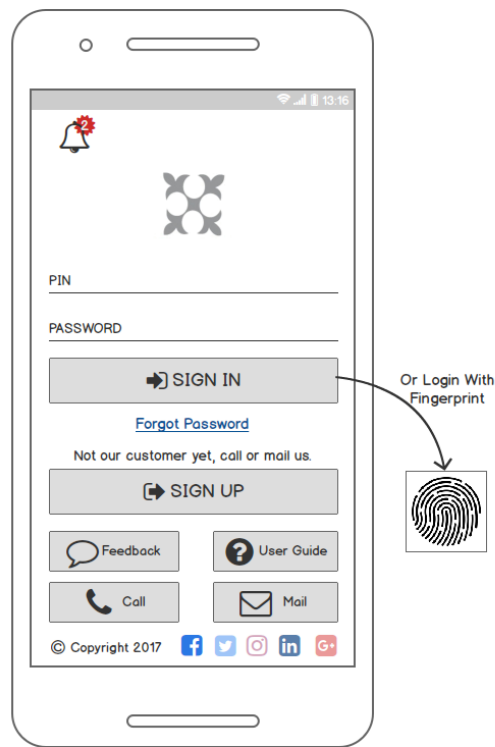 13:16
2
PIN
PASSWORD
SIGN IN
Or Login With
Fingerprint
Forgot Password
Not our customer yet, call or mail us.
SIGN UP
Feedback
User Guide
Call
Mail
© Copyright 2017